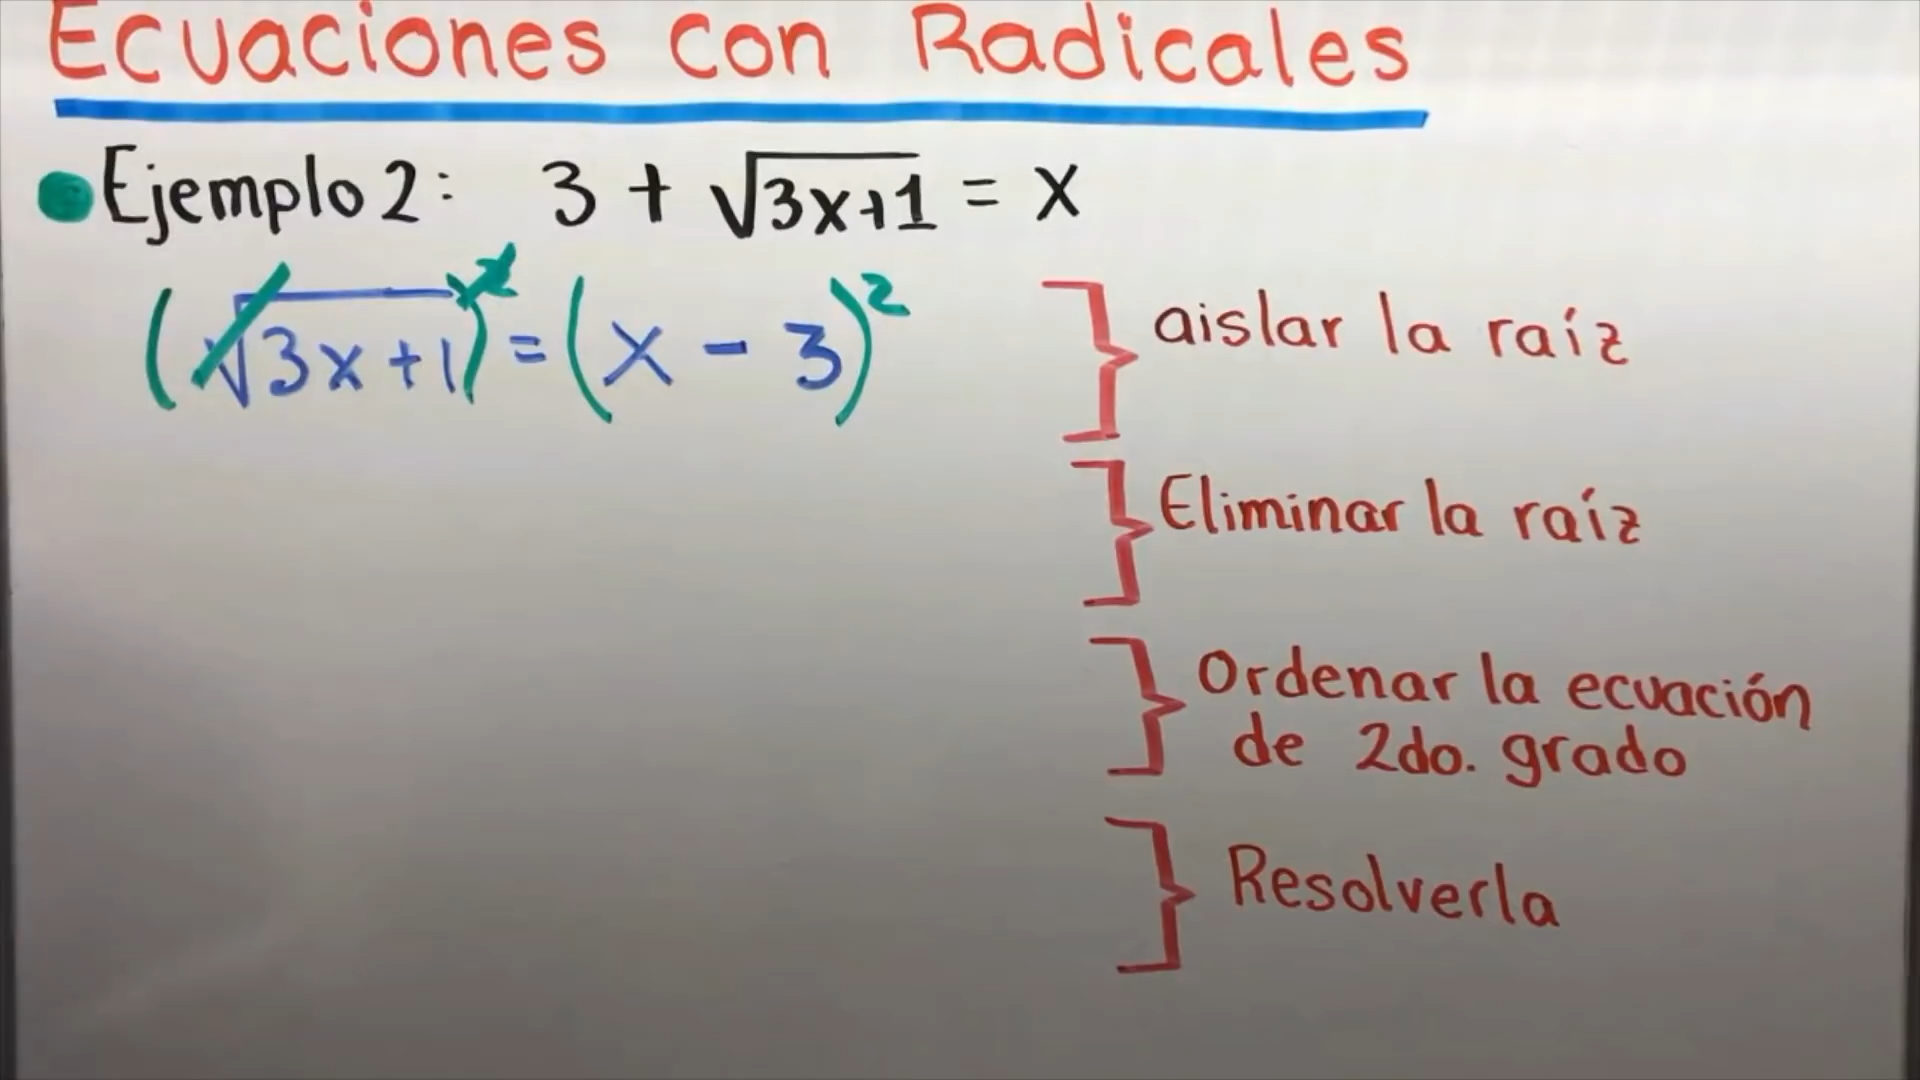 Ecuaciones con Radicales
Ejemplo 2: 3 + √3x+1 = x
(√3x+1)² = (x - 3)²
aislar la raíz
Eliminar la raíz
Ordenar la ecuación
de 2do. grado
Resolverla